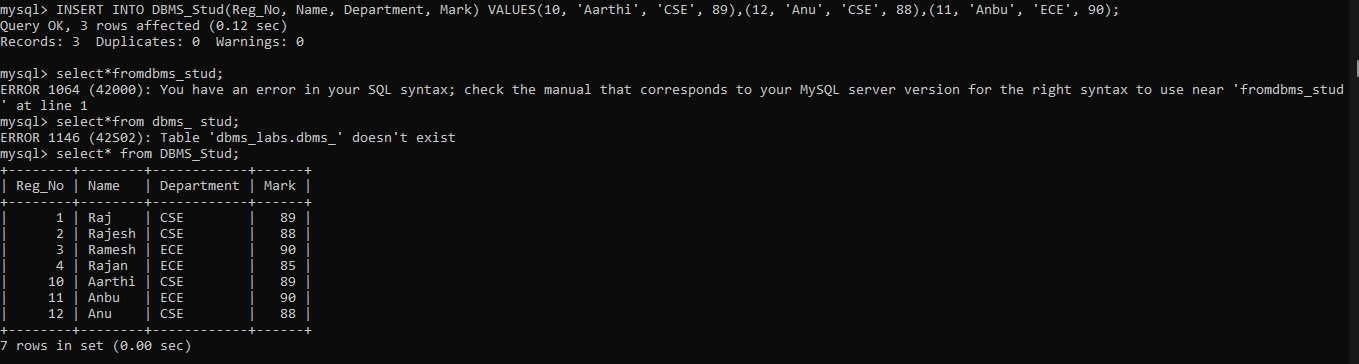 mysql> INSERT INTO DBMS_Stud(Reg_No, Name, Department, Mark) VALUES(10, 'Aarthi', 'CSE', 89),(12, 'Anu', 'CSE', 88),(11, 'Anbu', 'ECE', 90);
Query OK, 3 rows affected (0.12 sec)
Records: 3  Duplicates: 0  Warnings: 0

mysql> select*fromdbms_stud;
ERROR 1064 (42000): You have an error in your SQL syntax; check the manual that corresponds to your MySQL server version for the right syntax to use near 'fromdbms_stud
' at line 1
mysql> select*from dbms_ stud;
ERROR 1146 (42S02): Table 'dbms_labs.dbms_' doesn't exist
mysql> select* from DBMS_Stud;
+--------+--------+------------+------+
| Reg_No | Name   | Department | Mark |
+--------+--------+------------+------+
|      1 | Raj    | CSE        |   89 |
|      2 | Rajesh | CSE        |   88 |
|      3 | Ramesh | ECE        |   90 |
|      4 | Rajan  | ECE        |   85 |
|     10 | Aarthi | CSE        |   89 |
|     11 | Anbu   | ECE        |   90 |
|     12 | Anu    | CSE        |   88 |
+--------+--------+------------+------+
7 rows in set (0.00 sec)